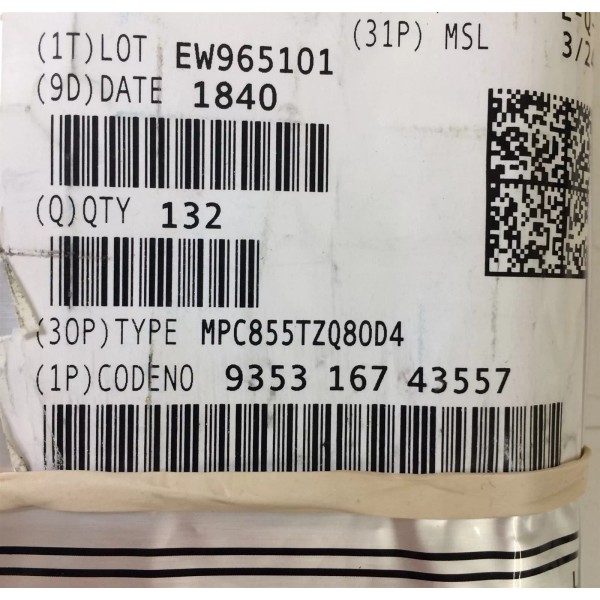 (1T)LOT EW965101 (31P) MSL
(9D)DATE 1840
(Q)QTY 132
(30P)TYPE MPC855TZQ80D4
(1P)CODENO 9353 167 43557